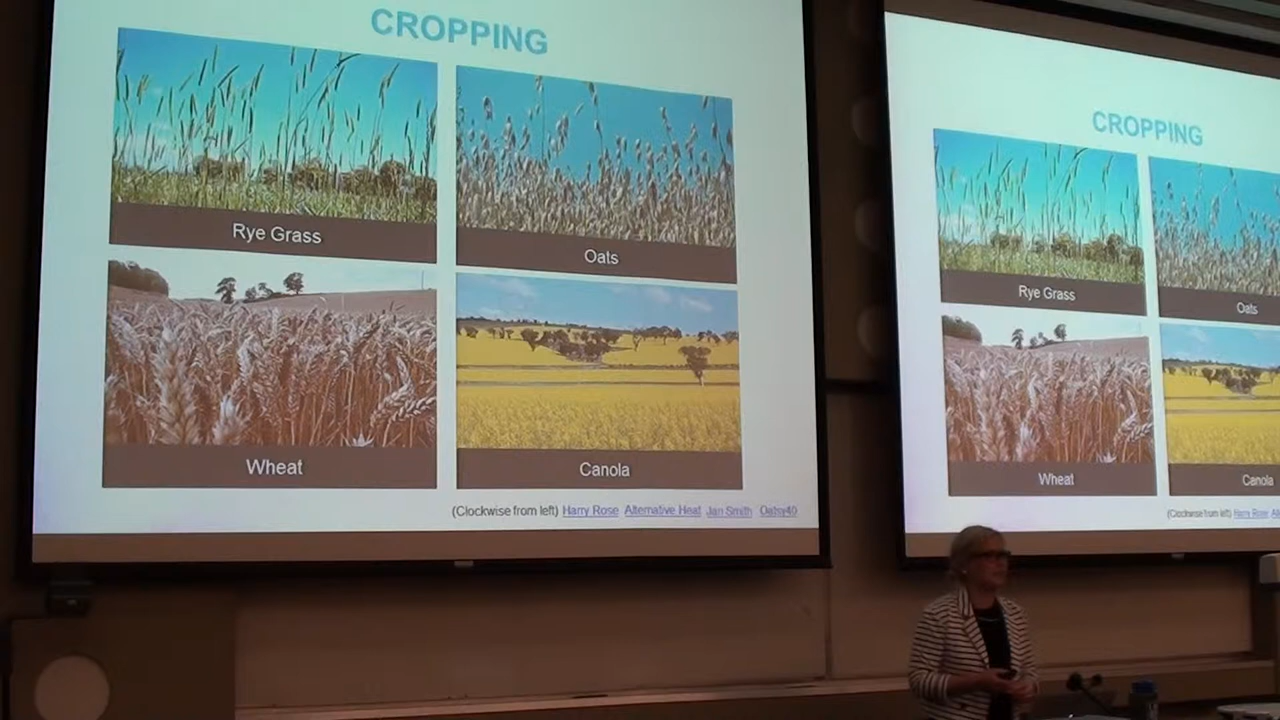 CROPPING
Rye Grass
Oats
Wheat
Canola
(Clockwise from left) Harry Rose Alternative Heat Jan Smith Oatsy40
CROPPING
Rye Grass
Oats
Wheat
Canola
(Clockwise from left) Harry Rose